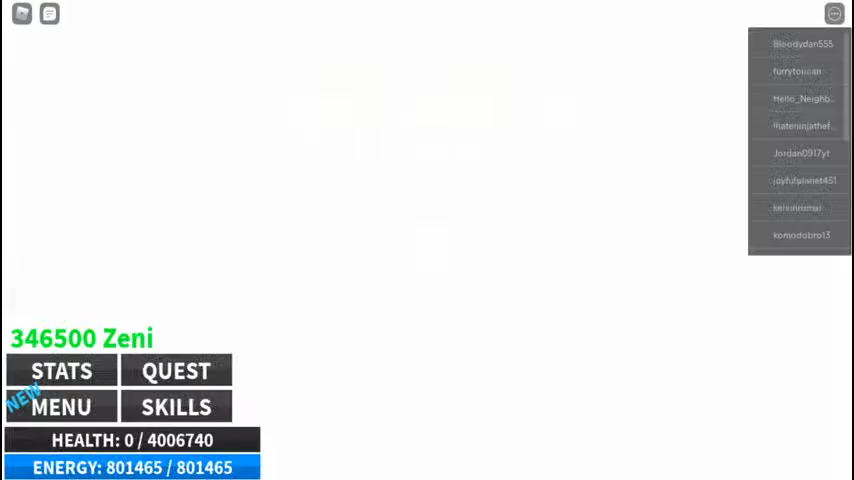 Bloodydan555
furrytoucan
Hello_Neighb..
Ihateninjathef..
Jordan0917yt
joyfulplanet451
komodobro13
346500 Zeni
STATS
QUEST
NEW
MENU
SKILLS
HEALTH: 0 / 4006740
ENERGY: 801465 / 801465